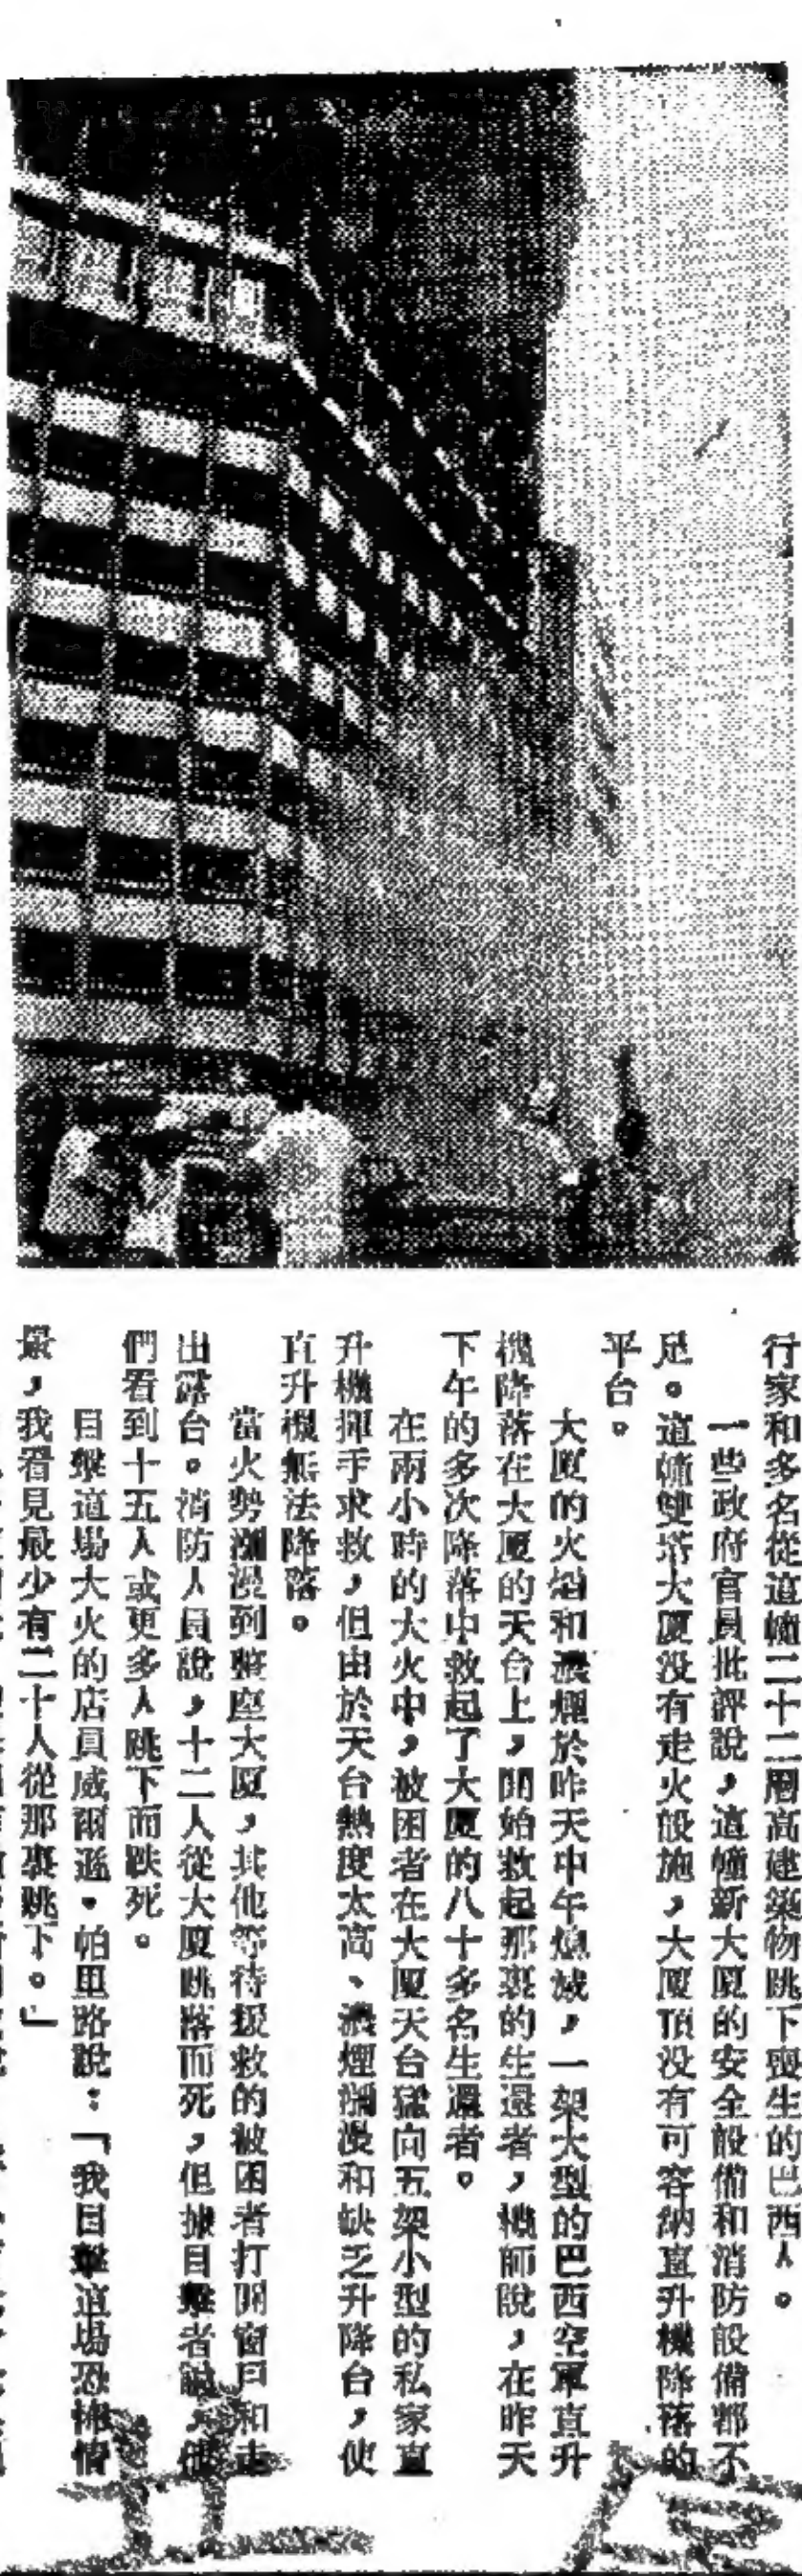 行家和多名從這幢二十二層高建築物跳下喪生的巴西人。
一些政府官員批評說，這幢新大廈的安全設備和消防設備都不
足。這幢雙塔大廈沒有走火設施，大廈頂沒有可容納直升機降落的
平台。
大廈的火焰和濃煙於昨天中午熄滅，一架大型的巴西空軍直升
機降落在大廈的天台上，開始救起那裏的生還者，機師說，在昨天
下午的多次降落中救起了大廈的八十多名生還者。
在兩小時的大火中，被困者在大廈天台猛向五架小型的私家直
升機揮手求救，但由於天台熱度太高、濃煙瀰漫和缺乏升降台，使
直升機無法降落。
當火勢瀰漫到整座大廈，其他等待援救的被困者打開窗戶和走
出露台。消防人員說，十二人從大廈跳落而死，但據目擊者說，他
們看到十五人或更多人跳下而跌死。
目擊這場大火的店員威爾遜·帕里路說：「我目擊這場恐怖情
景，我看見最少有二十人從那裏跳下。」